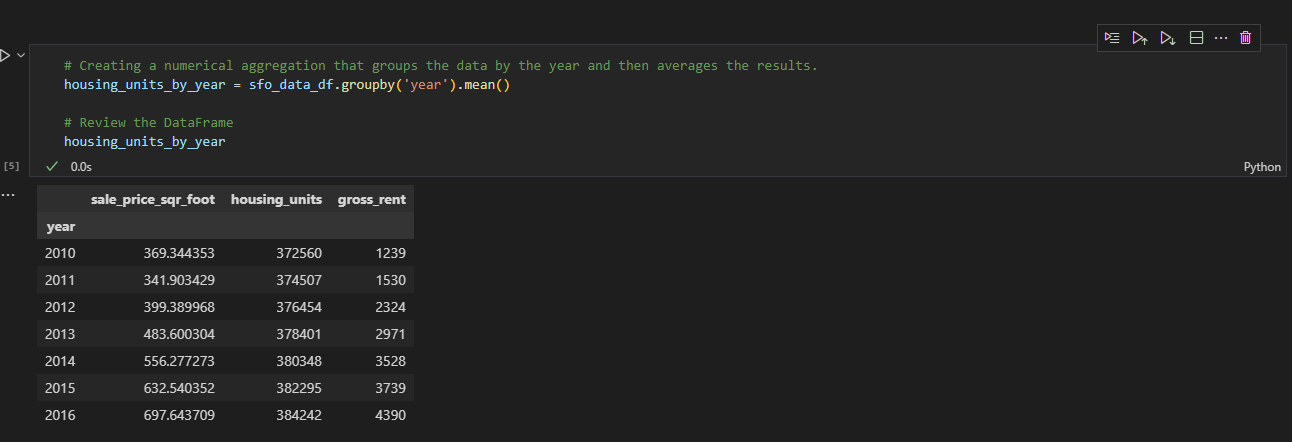 # Creating a numerical aggregation that groups the data by the year and then averages the results.
housing_units_by_year = sfo_data_df.groupby('year').mean()
# Review the DataFrame
housing_units_by_year
[5] 0.0s Python
sale_price_sqr_foot housing_units gross_rent
year
2010 369.344353 372560 1239
2011 341.903429 374507 1530
2012 399.389968 376454 2324
2013 483.600304 378401 2971
2014 556.277273 380348 3528
2015 632.540352 382295 3739
2016 697.643709 384242 4390